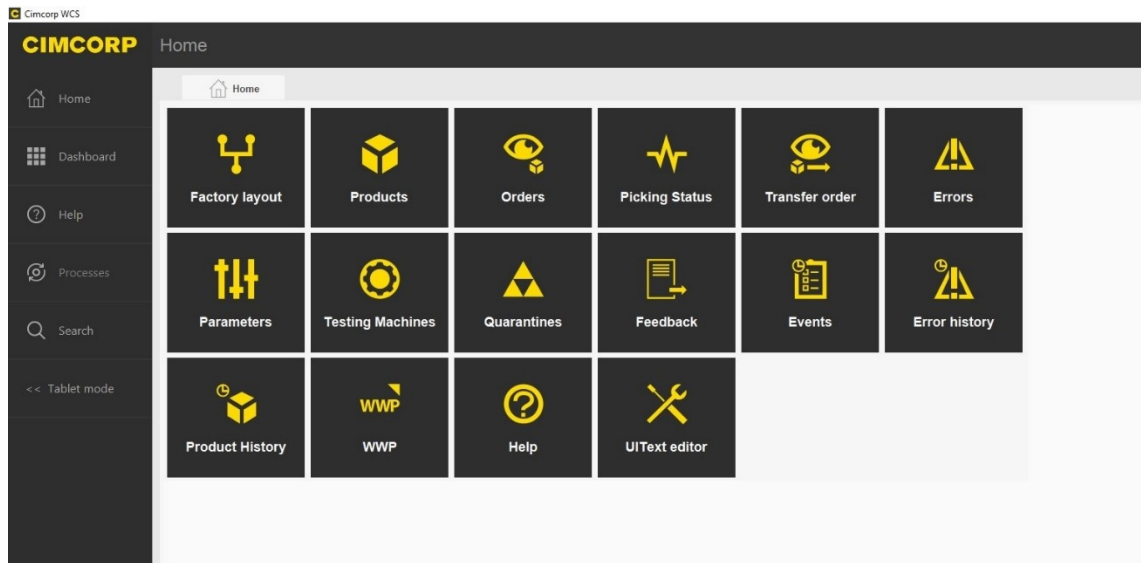 Cimcorp WCS
CIMCORP
Home
Home
Dashboard
Help
Processes
Search
<< Tablet mode
Home
Factory layout
Products
Orders
Picking Status
Transfer order
Errors
Parameters
Testing Machines
Quarantines
Feedback
Events
Error history
Product History
WWP
WWP
Help
UIText editor